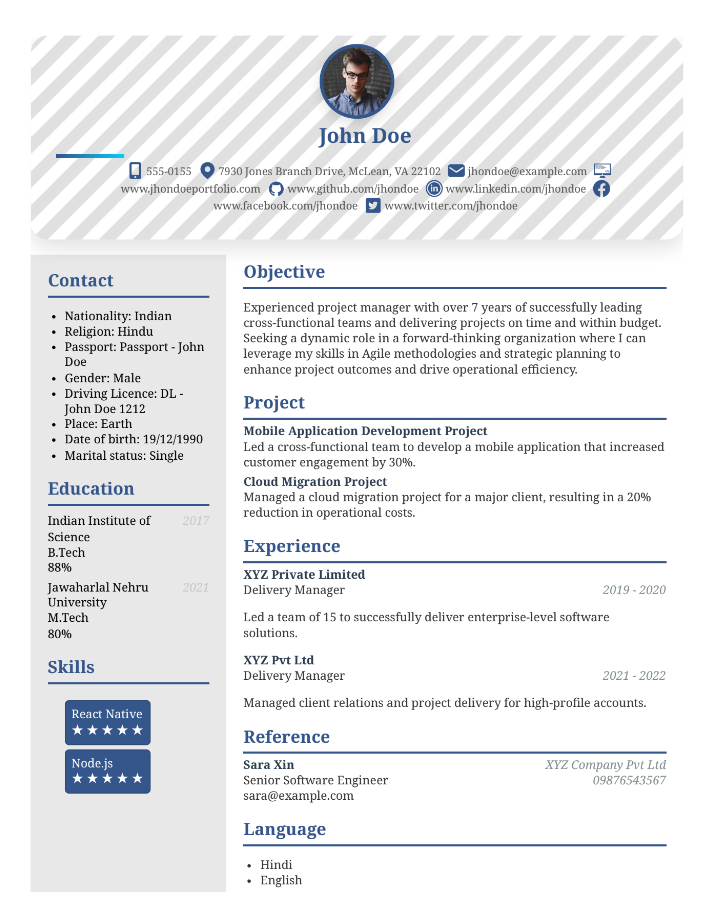 John Doe
555-0155 7930 Jones Branch Drive, McLean, VA 22102 jhondoe@example.com
www.jhondoeportfolio.com www.github.com/jhondoe www.linkedin.com/jhondoe
www.facebook.com/jhondoe www.twitter.com/jhondoe
Contact
• Nationality: Indian
• Religion: Hindu
• Passport: Passport - John
Doe
• Gender: Male
• Driving Licence: DL -
John Doe 1212
• Place: Earth
• Date of birth: 19/12/1990
• Marital status: Single
Education
Indian Institute of 2017
Science
B.Tech
88%
Jawaharlal Nehru 2021
University
M.Tech
80%
Skills
React Native
★★★★★
Node.js
★★★★★
Objective
Experienced project manager with over 7 years of successfully leading
cross-functional teams and delivering projects on time and within budget.
Seeking a dynamic role in a forward-thinking organization where I can
leverage my skills in Agile methodologies and strategic planning to
enhance project outcomes and drive operational efficiency.
Project
Mobile Application Development Project
Led a cross-functional team to develop a mobile application that increased
customer engagement by 30%.
Cloud Migration Project
Managed a cloud migration project for a major client, resulting in a 20%
reduction in operational costs.
Experience
XYZ Private Limited
Delivery Manager 2019 - 2020
Led a team of 15 to successfully deliver enterprise-level software
solutions.
XYZ Pvt Ltd
Delivery Manager 2021 - 2022
Managed client relations and project delivery for high-profile accounts.
Reference
Sara Xin XYZ Company Pvt Ltd
Senior Software Engineer 09876543567
sara@example.com
Language
• Hindi
• English